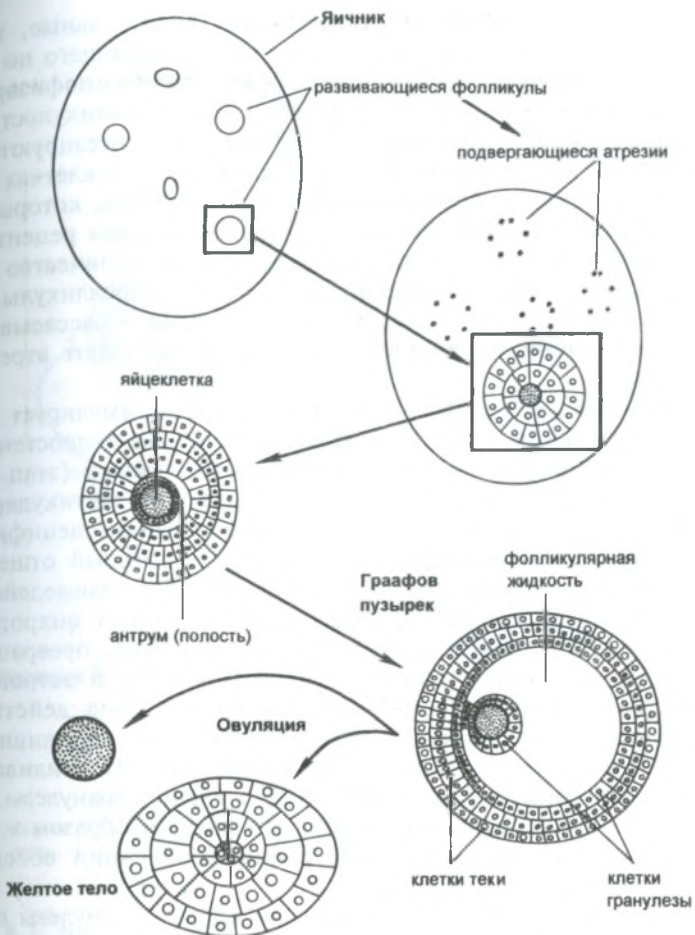 Яичник
развивающиеся фолликулы
подвергающиеся атрезии
яйцеклетка
антрум (полость)
Граафов
пузырек
фолликулярная
жидкость
Овуляция
Желтое тело
клетки теки
клетки
гранулезы